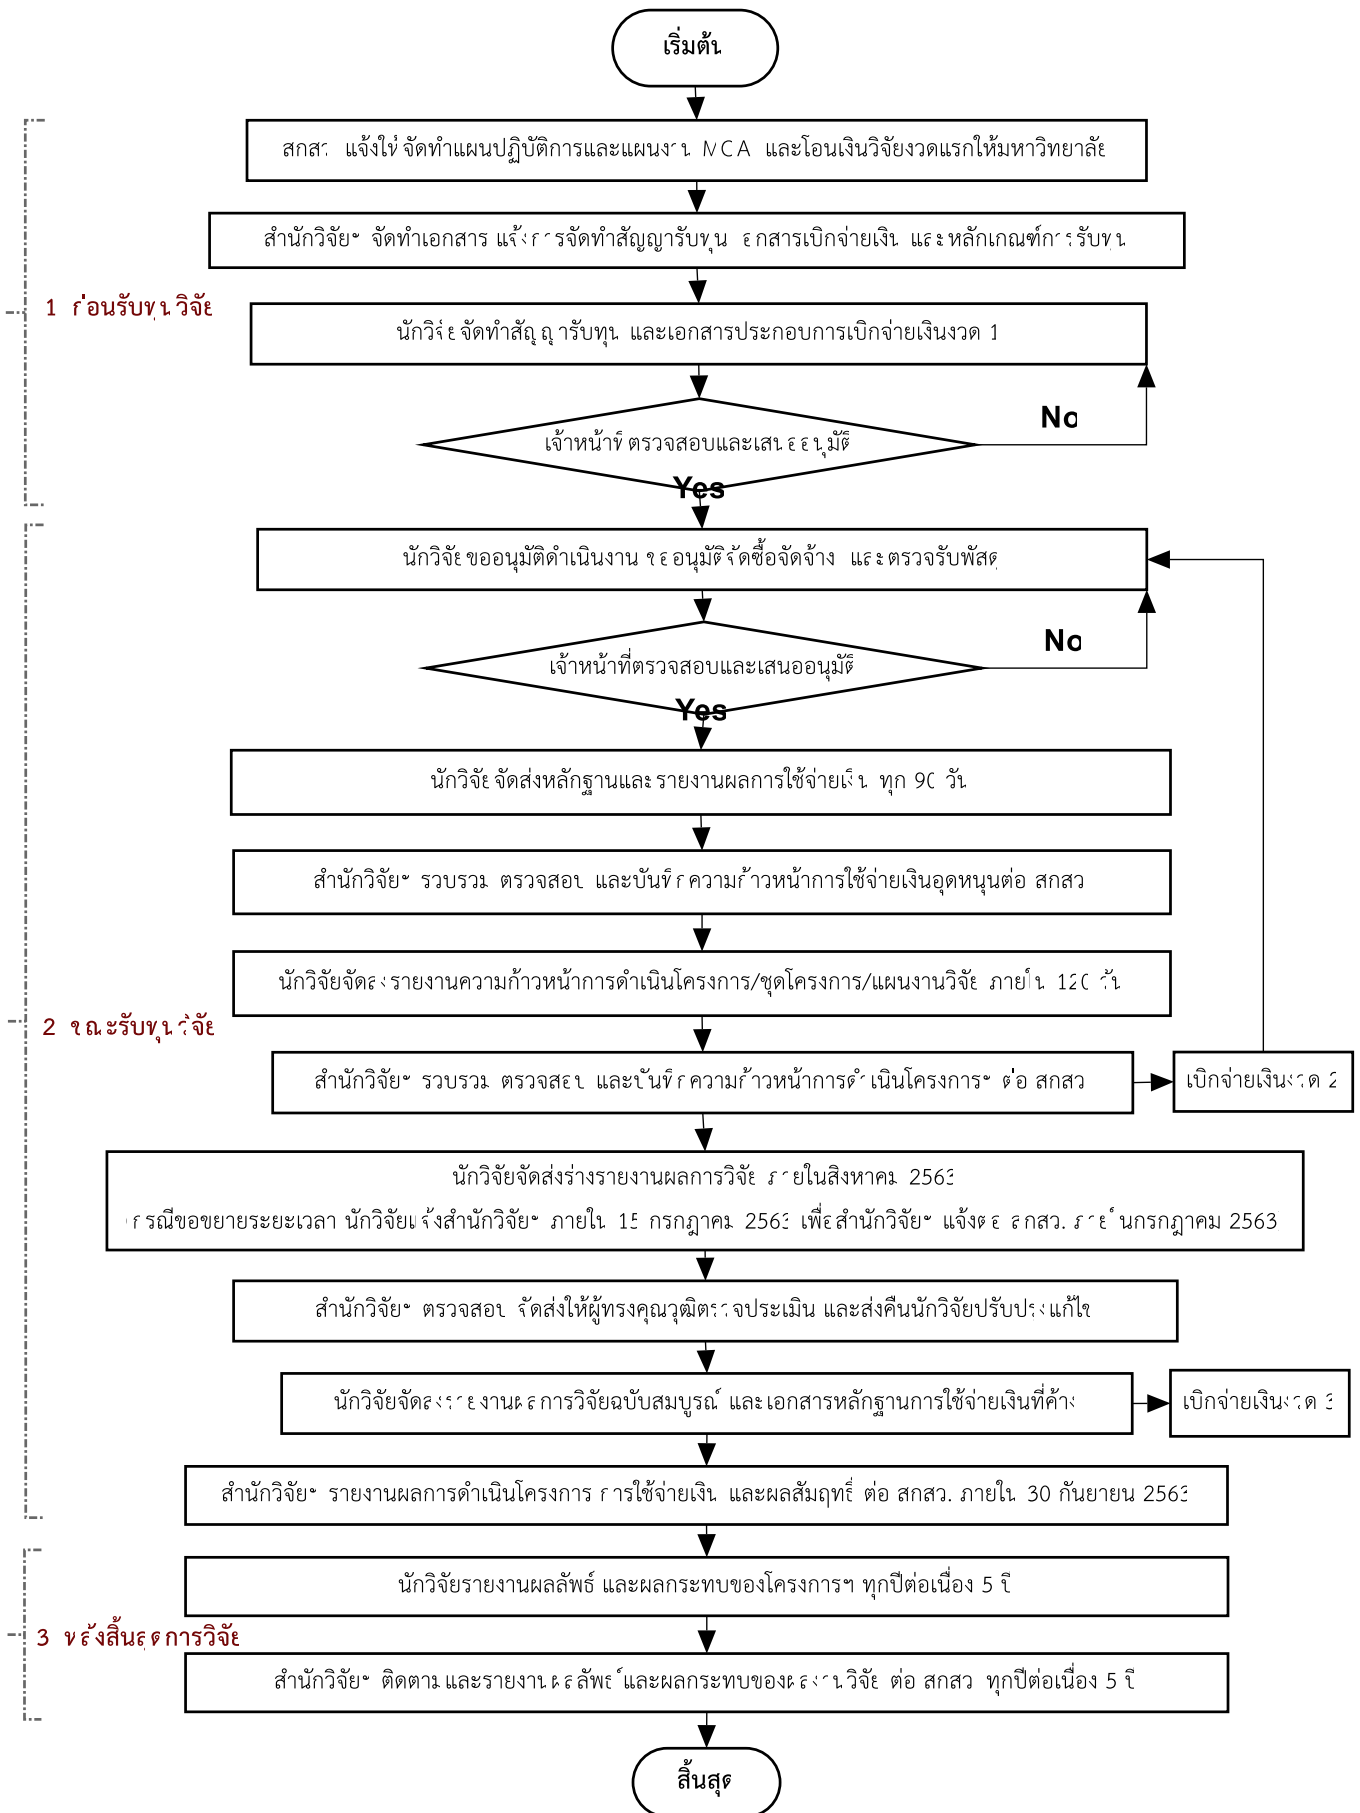 เริ่มต้น
สกสว. แจ้งให้จัดทำแผนปฏิบัติการและแผนงาน MCA และโอนเงินวิจัยงวดแรกให้มหาวิทยาลัย
สำนักวิจัยฯ จัดทำเอกสาร แจ้งการจัดทำสัญญารับทุน เอกสารเบิกจ่ายเงิน และหลักเกณฑ์การรับทุน
1 ก่อนรับทุนวิจัย
นักวิจัยจัดทำสัญญารับทุน และเอกสารประกอบการเบิกจ่ายเงินงวด 1
No
เจ้าหน้าที่ตรวจสอบและเสนออนุมัติ
Yes
นักวิจัยขออนุมัติดำเนินงาน ขออนุมัติจัดซื้อจัดจ้าง และตรวจรับพัสดุ
No
เจ้าหน้าที่ตรวจสอบและเสนออนุมัติ
Yes
นักวิจัยจัดส่งหลักฐานและรายงานผลการใช้จ่ายเงิน ทุก 90 วัน
สำนักวิจัยฯ รวบรวม ตรวจสอบ และบันทึกความก้าวหน้าการใช้จ่ายเงินอุดหนุนต่อ สกสว
นักวิจัยจัดส่งรายงานความก้าวหน้าการดำเนินโครงการ/ชุดโครงการ/แผนงานวิจัย ภายใน 120 วัน
2 ขณะรับทุนวิจัย
สำนักวิจัยฯ รวบรวม ตรวจสอบ และบันทึกความก้าวหน้าการดำเนินโครงการฯ ต่อ สกสว
เบิกจ่ายเงินงวด 2
นักวิจัยจัดส่งร่างรายงานผลการวิจัย ภายในสิงหาคม 2563
กรณีขอขยายระยะเวลา นักวิจัยแจ้งสำนักวิจัยฯ ภายใน 15 กรกฎาคม 2563 เพื่อสำนักวิจัยฯ แจ้งต่อ สกสว. ภายในกรกฎาคม 2563
สำนักวิจัยฯ ตรวจสอบ จัดส่งให้ผู้ทรงคุณวุฒิตรวจประเมิน และส่งคืนนักวิจัยปรับปรุงแก้ไข
นักวิจัยจัดส่งรายงานผลการวิจัยฉบับสมบูรณ์ และเอกสารหลักฐานการใช้จ่ายเงินที่ค้าง
เบิกจ่ายเงินงวด 3
สำนักวิจัยฯ รายงานผลการดำเนินโครงการ การใช้จ่ายเงิน และผลสัมฤทธิ์ ต่อ สกสว. ภายใน 30 กันยายน 2563
นักวิจัยรายงานผลลัพธ์ และผลกระทบของโครงการฯ ทุกปีต่อเนื่อง 5 ปี
3 หลังสิ้นสุดการวิจัย
สำนักวิจัยฯ ติดตามและรายงานผลลัพธ์และผลกระทบของผลงานวิจัย ต่อ สกสว ทุกปีต่อเนื่อง 5 ปี
สิ้นสุด